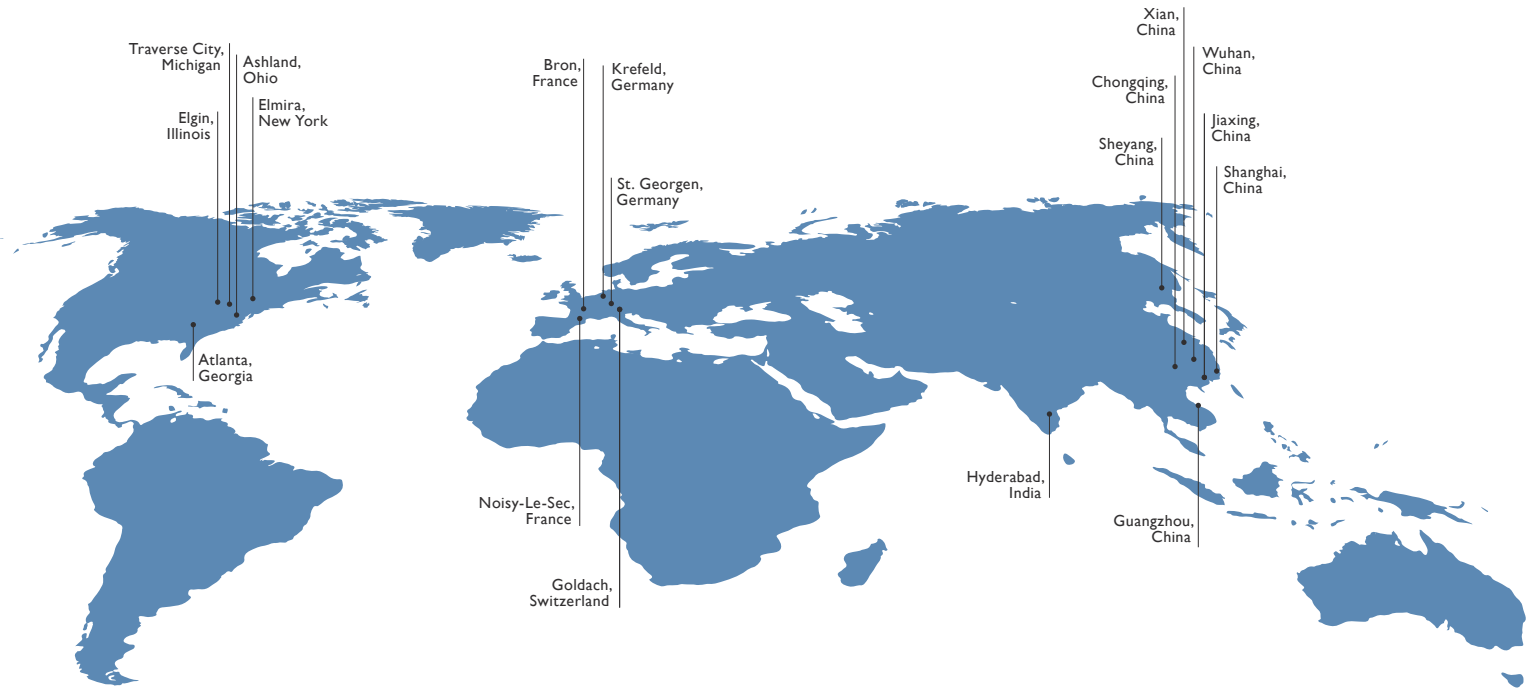 Traverse City,
Michigan
Ashland,
Ohio
Elgin,
Illinois
Elmira,
New York
Atlanta,
Georgia
Bron,
France
Krefeld,
Germany
St. Georgen,
Germany
Noisy-Le-Sec,
France
Goldach,
Switzerland
Xian,
China
Wuhan,
China
Chongqing,
China
Jiaxing,
China
Sheyang,
China
Shanghai,
China
Hyderabad,
India
Guangzhou,
China